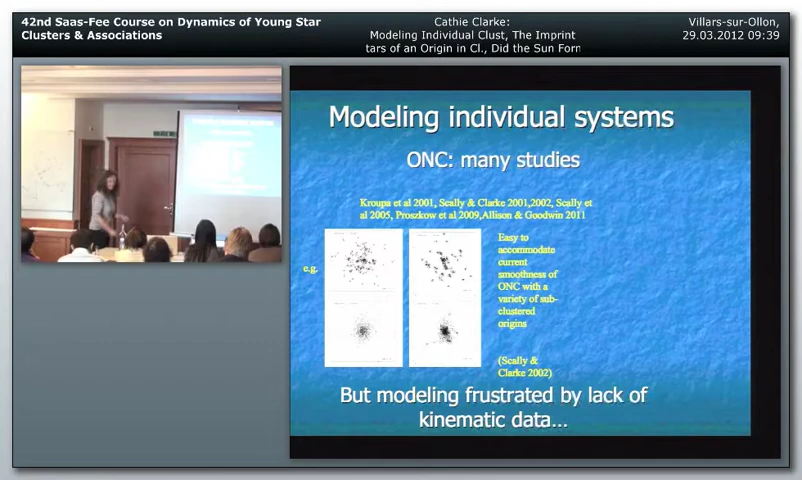 42nd Saas-Fee Course on Dynamics of Young Star
Clusters & Associations
Cathie Clarke:
Modeling Individual Clust, The Imprint
tars of an Origin in Cl., Did the Sun Forn
Villars-sur-Ollon,
29.03.2012 09:39
Modeling individual systems
ONC: many studies
Kroupa et al 2001, Scally & Clarke 2001,2002, Scally et
al 2005, Proszkow et al 2009,Allison & Goodwin 2011
e.g.
Easy to
accommodate
current
smoothness of
ONC with a
variety of sub-
clustered
origins
(Scally &
Clarke 2002)
But modeling frustrated by lack of
kinematic data...